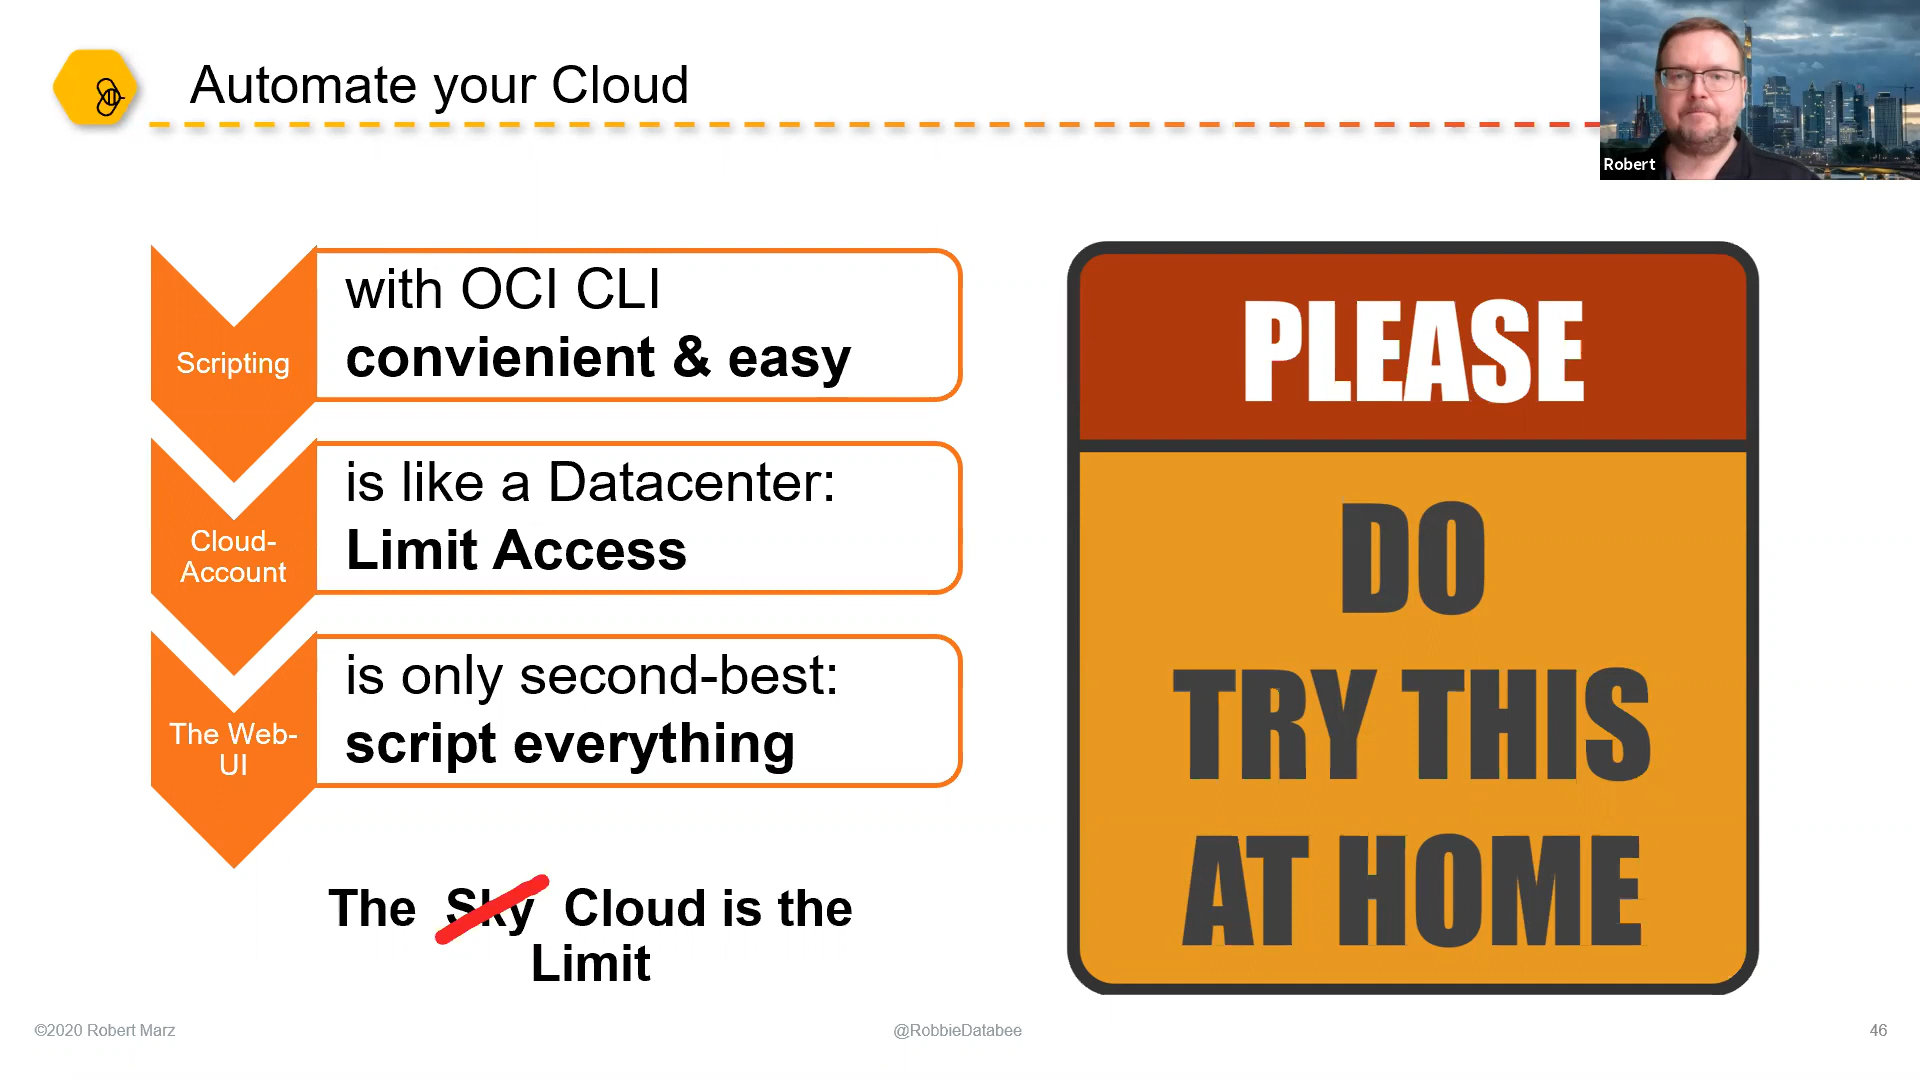 Automate your Cloud
Robert
Scripting
with OCI CLI
convienient & easy
Cloud-
Account
is like a Datacenter:
Limit Access
The Web-
UI
is only second-best:
script everything
The Sky Cloud is the
Limit
PLEASE
DO
TRY THIS
AT HOME
©2020 Robert Marz
@RobbieDatabee
46